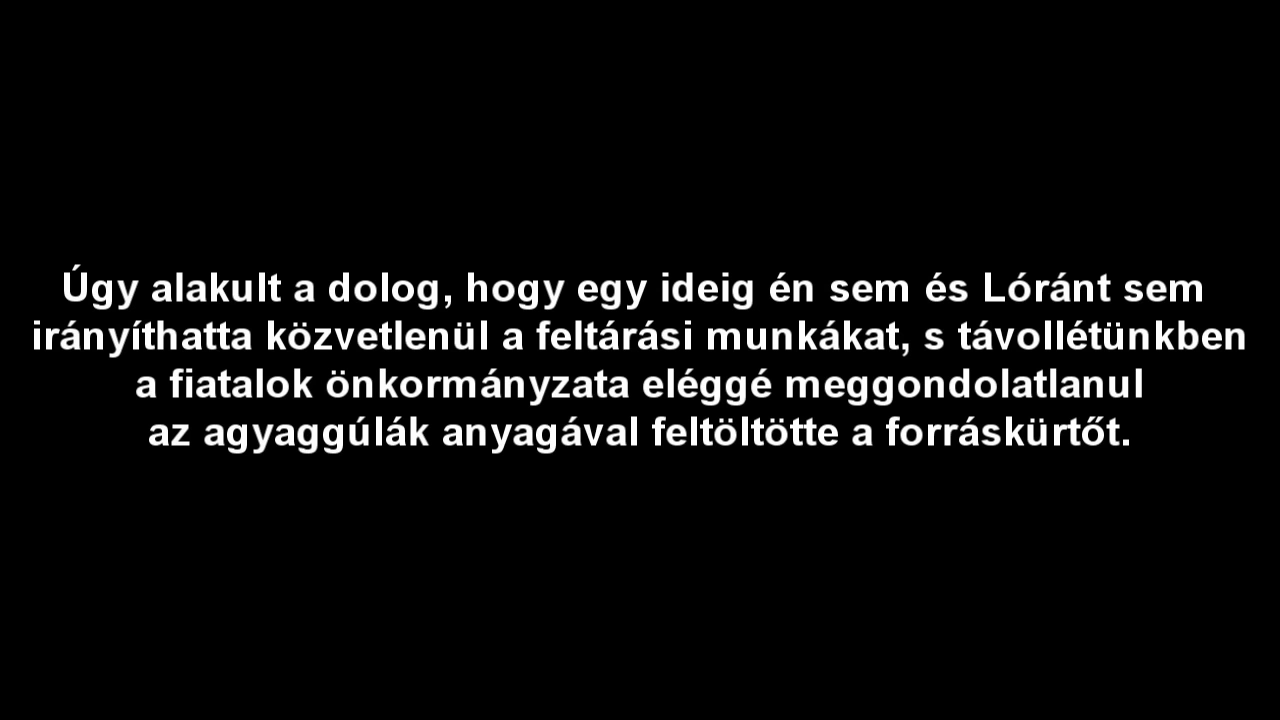 Úgy alakult a dolog, hogy egy ideig én sem és Lóránt sem
irányíthatta közvetlenül a feltárási munkákat, s távollétünkben
a fiatalok önkormányzata eléggé meggondolatlanul
az agyaggúlák anyagával feltöltötte a forráskürtőt.